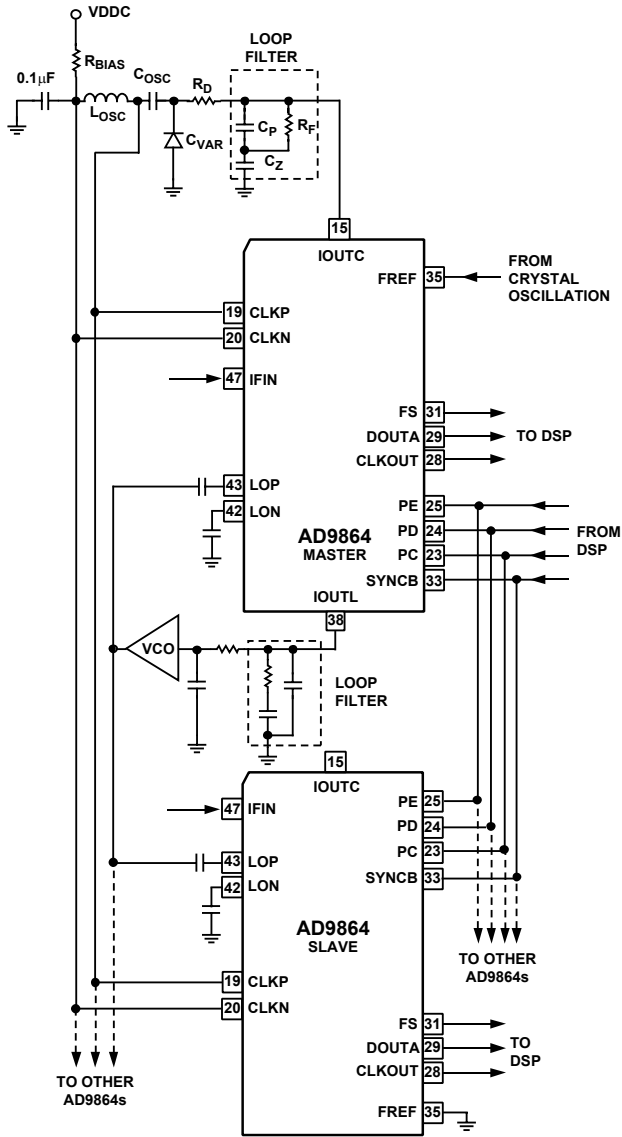 VDDC
RBIAS
0.1µF
LOSC
COSC
RD
CVAR
LOOP
FILTER
CP
RF
CZ
15
IOUTC
FREF 35
FROM
CRYSTAL
OSCILLATION
19 CLKP
20 CLKN
47 IFIN
FS 31
DOUTA 29
TO DSP
CLKOUT 28
43 LOP
42 LON
PE 25
PD 24
PC 23
SYNCB 33
FROM
DSP
AD9864
MASTER
IOUTL
38
VCO
LOOP
FILTER
15
IOUTC
47 IFIN
43 LOP
42 LON
PE 25
PD 24
PC 23
SYNCB 33
AD9864
SLAVE
TO OTHER
AD9864s
19 CLKP
20 CLKN
FS 31
DOUTA 29
CLKOUT 28
TO
DSP
FREF 35
TO OTHER
AD9864s